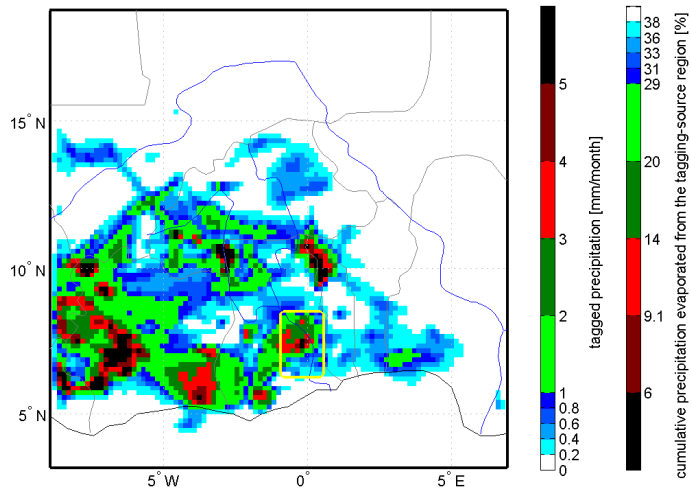 15° N
10° N
5° N
5° W
0°
5° E
5
4
3
2
1
0.8
0.6
0.4
0.2
0
tagged precipitation [mm/month]
38
36
33
31
29
20
14
9.1
6
cumulative precipitation evaporated from the tagging-source region [%]